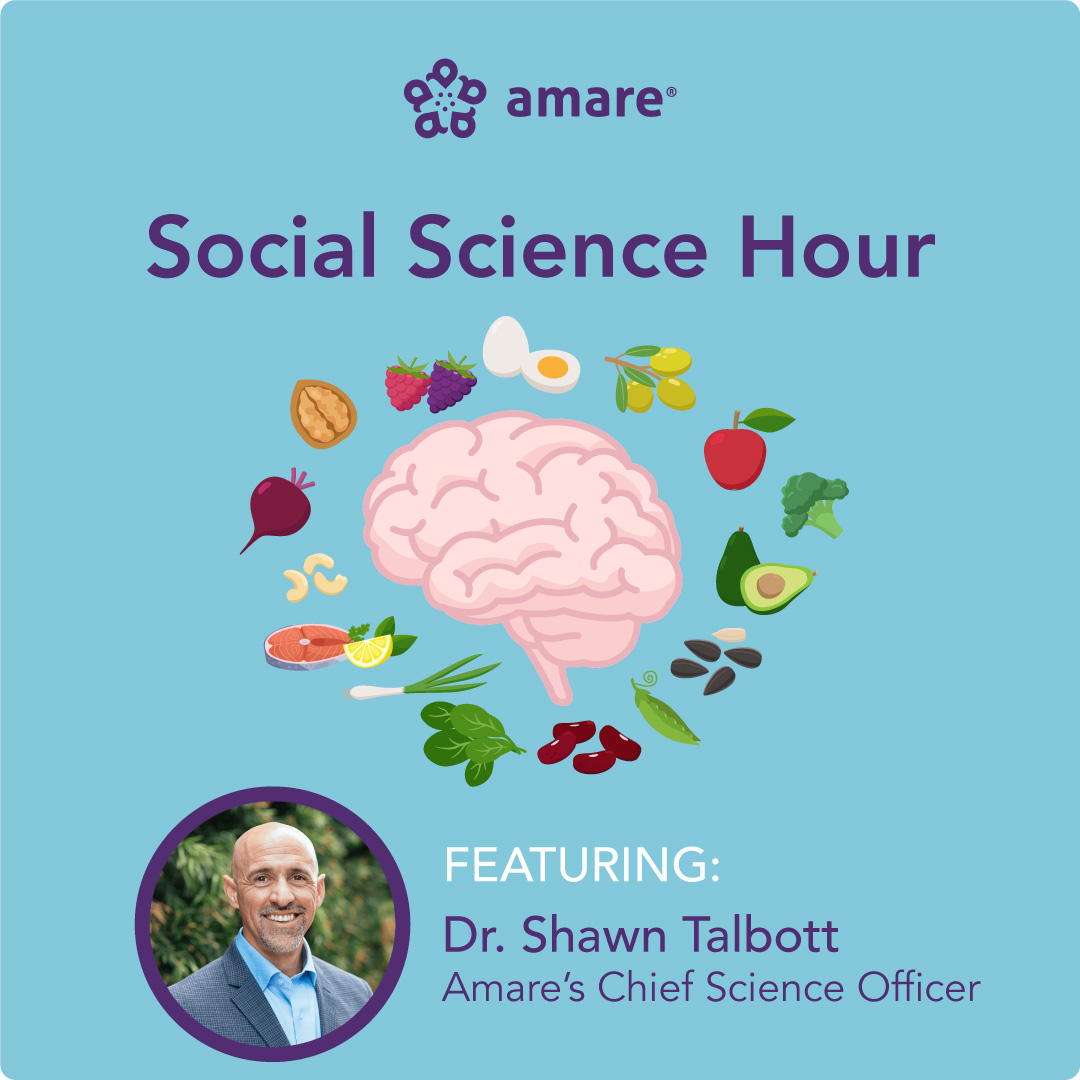 amare®
Social Science Hour
FEATURING:
Dr. Shawn Talbott
Amare's Chief Science Officer